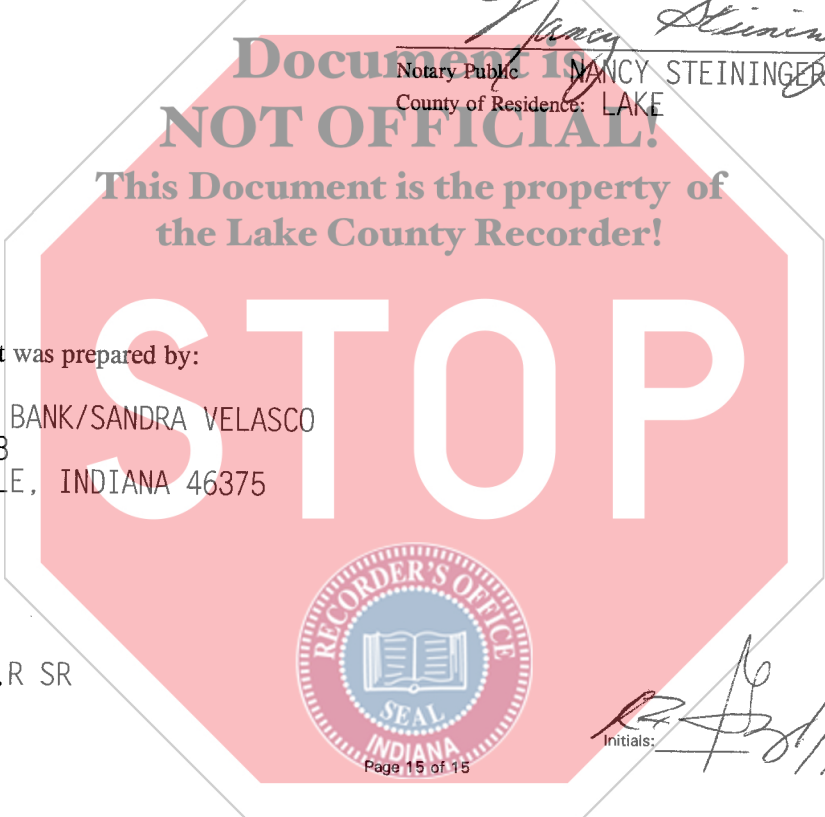 Nancy Steinin
Document is
Notary Public NANCY STEININGER
County of Residence: LAKE
NOT OFFICIAL!
This Document is the property of
the Lake County Recorder!
STOP
t was prepared by:
BANK/SANDRA VELASCO
B
LE, INDIANA 46375
RECORDER'S OFFICE
SEAL
INDIANA
.R SR
Initials:
Page 15 of 15